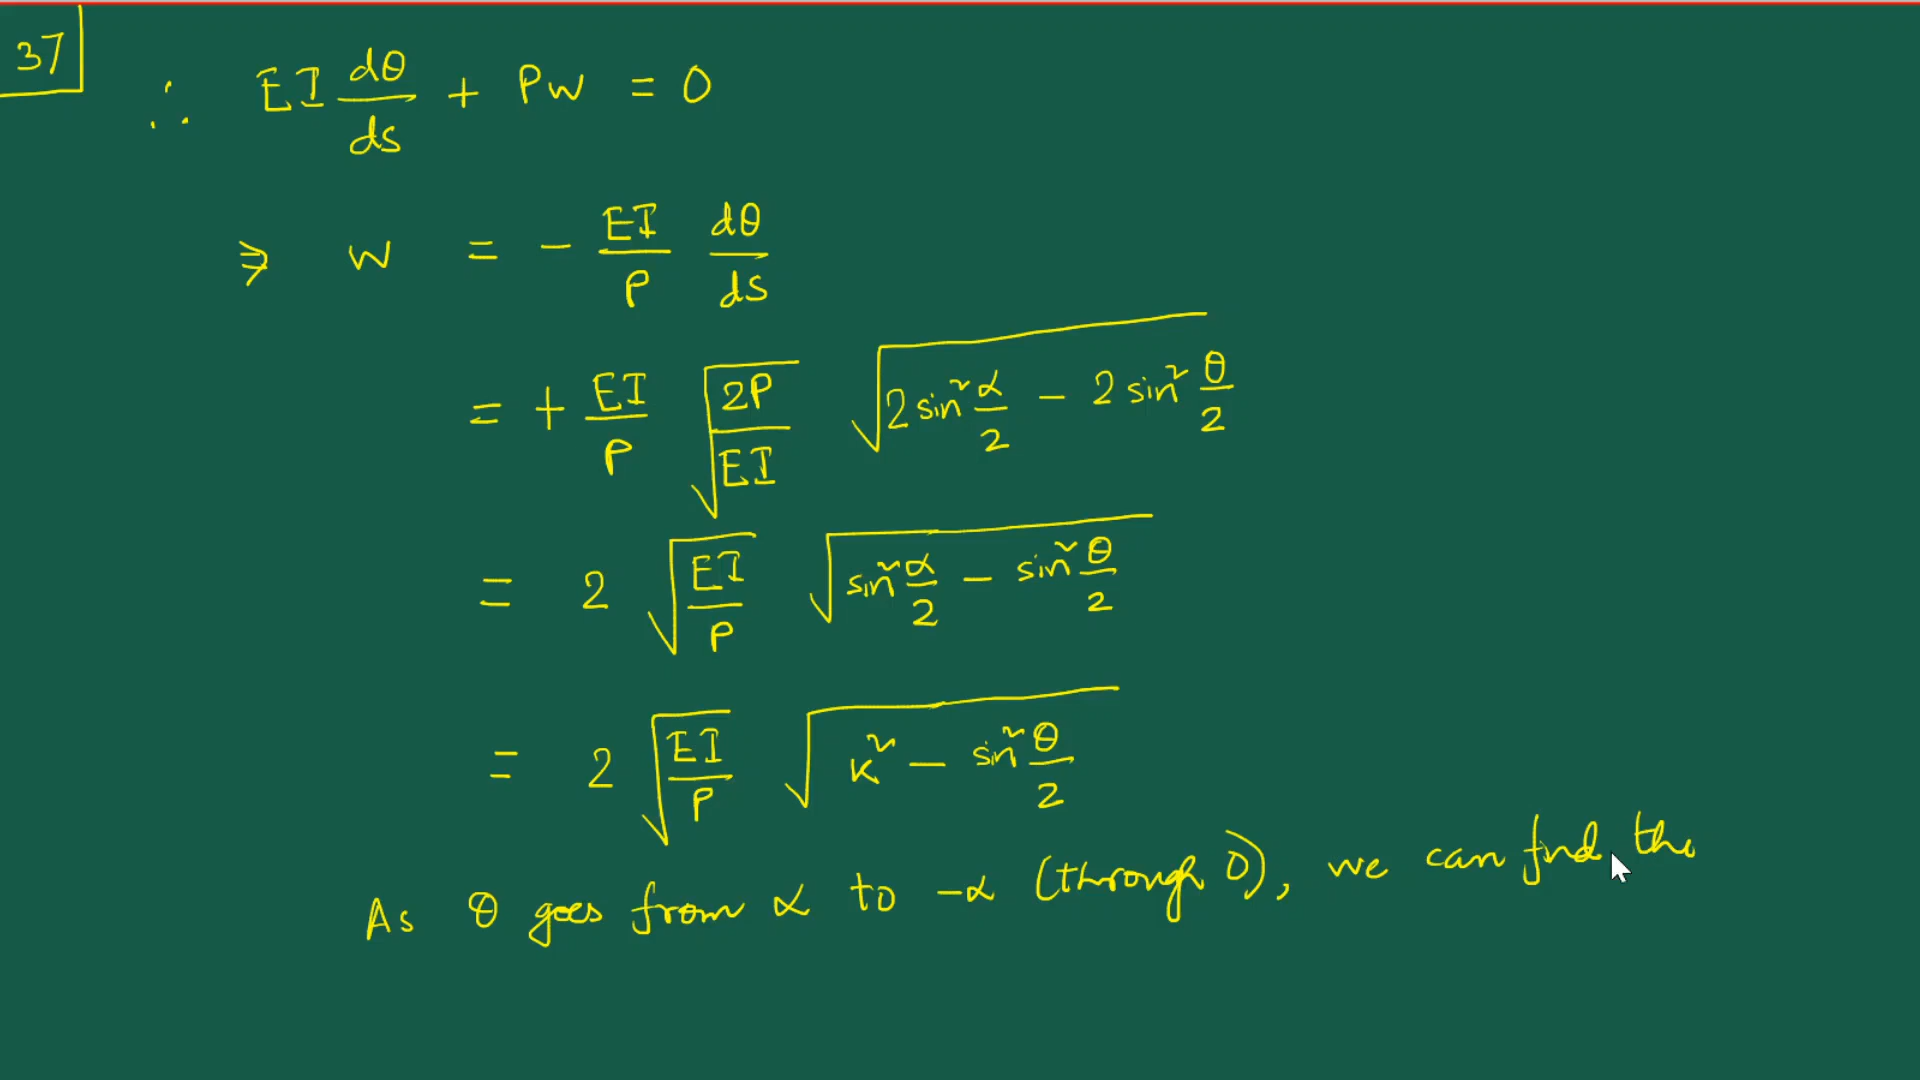 37
∴ EI dθ/ds + Pw = 0
⇒ w = - EI/P dθ/ds
= + EI/P √(2P/EI) √(2 sin² α/2 - 2 sin² θ/2)
= 2 √(EI/P) √(sin² α/2 - sin² θ/2)
= 2 √(EI/P) √(k² - sin² θ/2)
As θ goes from α to -α (through 0), we can find the